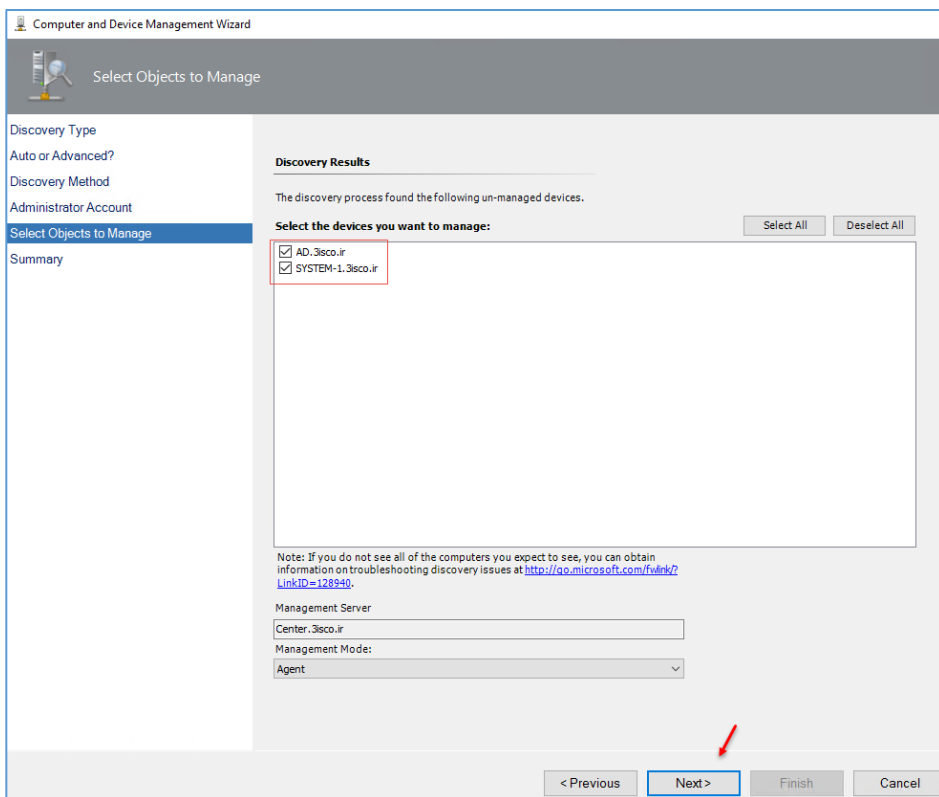 Computer and Device Management Wizard
Select Objects to Manage
Discovery Type
Auto or Advanced?
Discovery Method
Administrator Account
Select Objects to Manage
Summary
Discovery Results
The discovery process found the following un-managed devices.
Select the devices you want to manage:
Select All
Deselect All
AD.3isco.ir
SYSTEM-1.3isco.ir
Note: If you do not see all of the computers you expect to see, you can obtain
information on troubleshooting discovery issues at http://go.microsoft.com/fwlink/?
LinkID=128940.
Management Server
Center.3isco.ir
Management Mode:
Agent
< Previous
Next >
Finish
Cancel